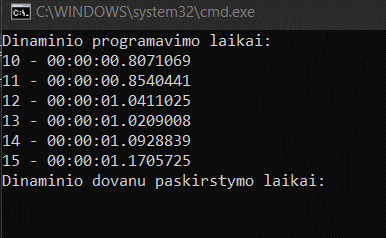 C:\WINDOWS\system32\cmd.exe
Dinaminio programavimo laikai:
10 - 00:00:00.8071069
11 - 00:00:00.8540441
12 - 00:00:01.0411025
13 - 00:00:01.0209008
14 - 00:00:01.0928839
15 - 00:00:01.1705725
Dinaminio dovanu paskirstymo laikai: